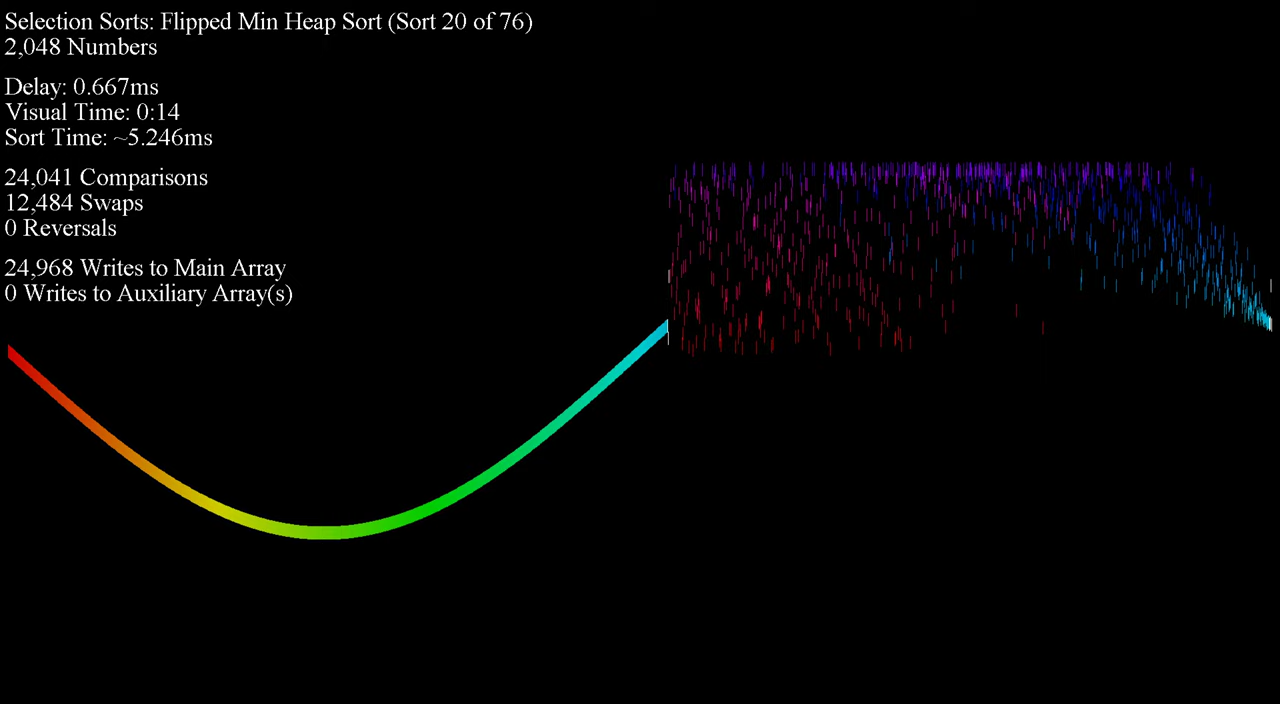 Selection Sorts: Flipped Min Heap Sort (Sort 20 of 76)
2,048 Numbers
Delay: 0.667ms
Visual Time: 0:14
Sort Time: ~5.246ms
24,041 Comparisons
12,484 Swaps
0 Reversals
24,968 Writes to Main Array
0 Writes to Auxiliary Array(s)